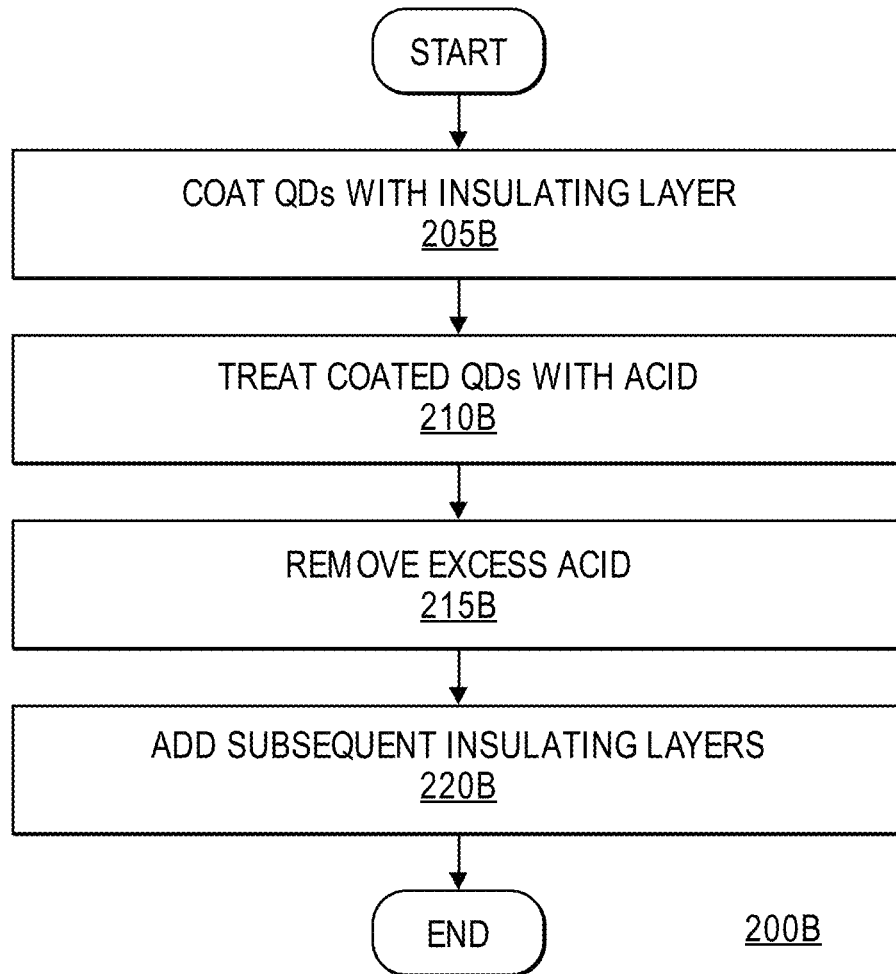 START
COAT QDs WITH INSULATING LAYER
205B
TREAT COATED QDs WITH ACID
210B
REMOVE EXCESS ACID
215B
ADD SUBSEQUENT INSULATING LAYERS
220B
END
200B